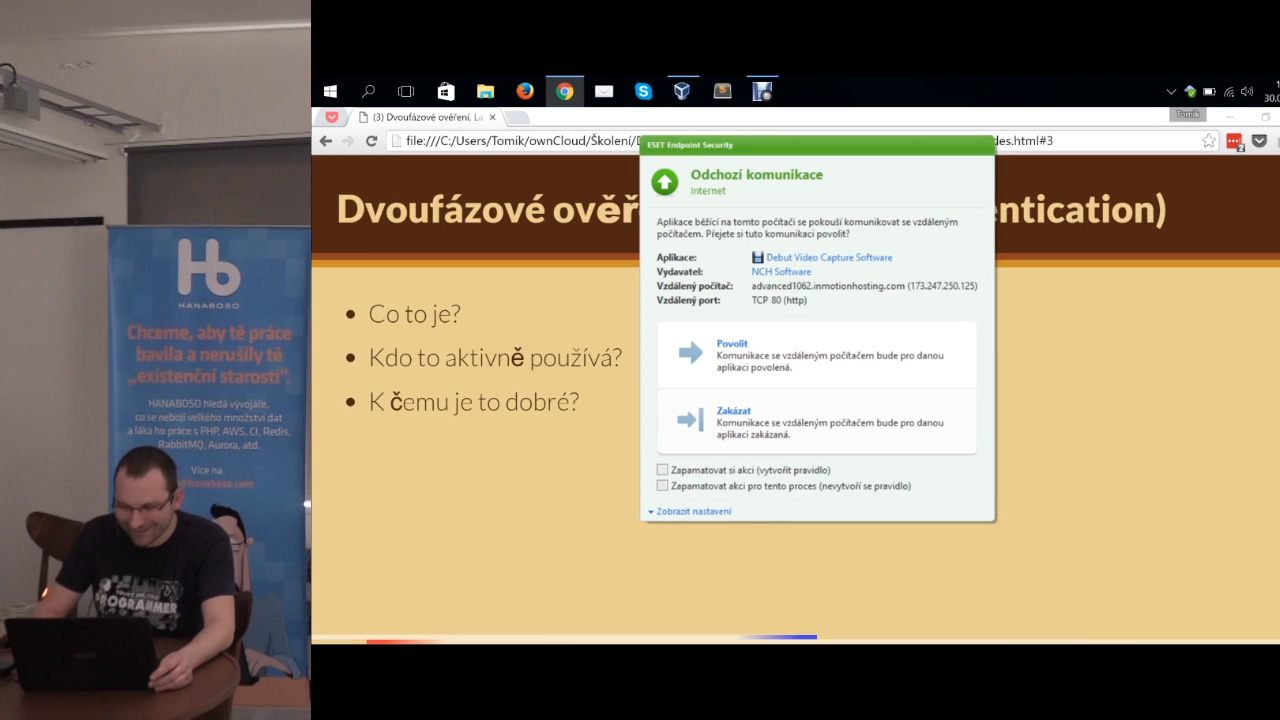 HANABOSO
Chceme, aby tě práce
bavila a nerušily tě
„existenční starosti".
HANABOSO hledá vývojáře,
co se nebojí velkého množství dat
a láká ho práce s PHP, AWS, CI, Redis,
RabbitMQ, Aurora, atd.
Více na
@hanaboso.com
PROGRAMMER
30.0
(3) Dvoufázové ověření, La
Tomik
file:///C:/Users/Tomik/ownCloud/Školení/D
des.html#3
Dvoufázové ověř
ntication)
Co to je?
Kdo to aktivně používá?
K čemu je to dobré?
ESET Endpoint Security
Odchozí komunikace
Internet
Aplikace běžící na tomto počítači se pokouší komunikovat se vzdáleným
počítačem. Přejete si tuto komunikaci povolit?
Aplikace: Debut Video Capture Software
Vydavatel: NCH Software
Vzdálený počítač: advanced1062.inmotionhosting.com (173.247.250.125)
Vzdálený port: TCP 80 (http)
Povolit
Komunikace se vzdáleným počítačem bude pro danou
aplikaci povolená.
Zakázat
Komunikace se vzdáleným počítačem bude pro danou
aplikaci zakázaná.
Zapamatovat si akci (vytvořit pravidlo)
Zapamatovat akci pro tento proces (nevytvoří se pravidlo)
Zobrazit nastavení